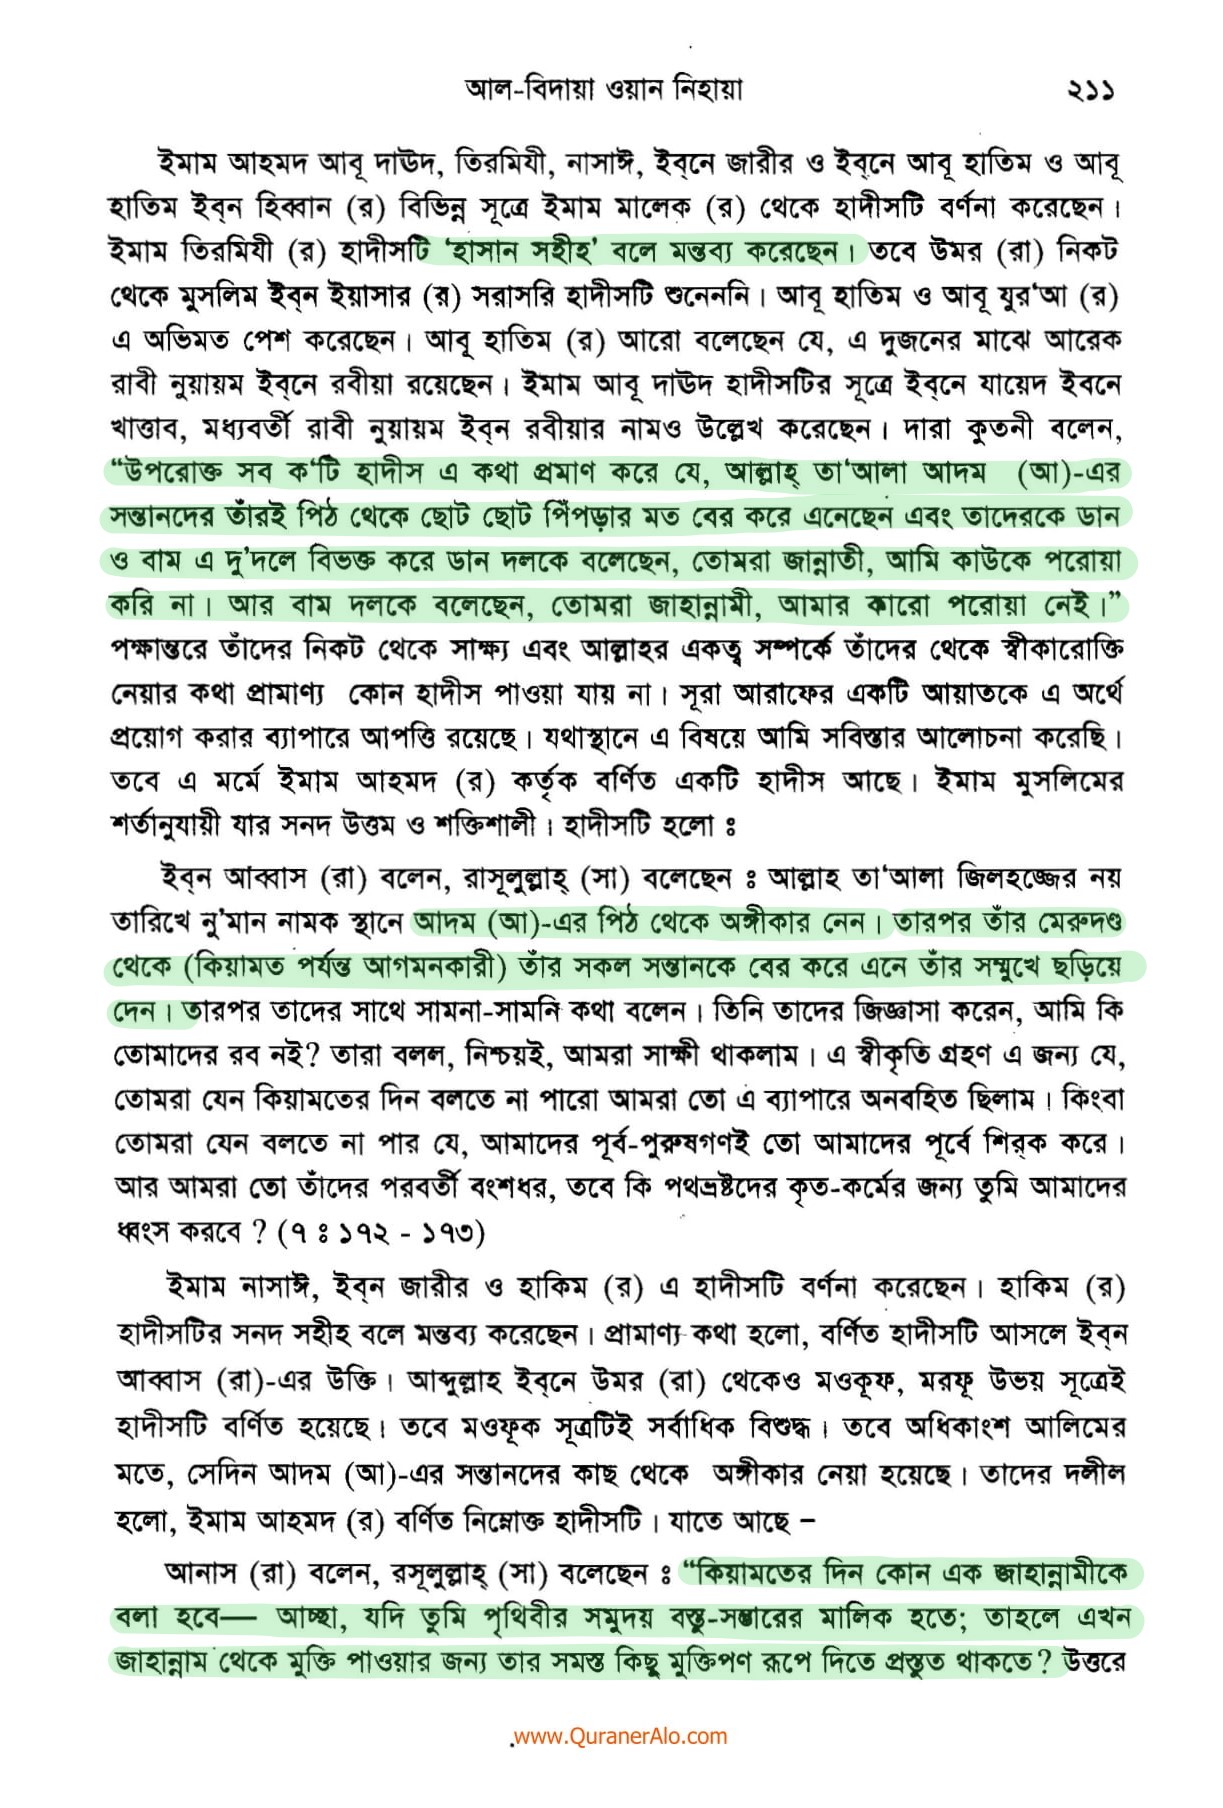 আল-বিদায়া ওয়ান নিহায়া ২১১
ইমাম আহমদ আবূ দাঊদ, তিরমিযী, নাসাঈ, ইব্‌নে জারীর ও ইব্‌নে আবূ হাতিম ও আবূ
হাতিম ইব্‌ন হিব্বান (র) বিভিন্ন সূত্রে ইমাম মালেক (র) থেকে হাদীসটি বর্ণনা করেছেন।
ইমাম তিরমিযী (র) হাদীসটি ‘হাসান সহীহ’ বলে মন্তব্য করেছেন। তবে উমর (রা) নিকট
থেকে মুসলিম ইব্‌ন ইয়াসার (র) সরাসরি হাদীসটি শুনেননি। আবূ হাতিম ও আবূ যুর‘আ (র)
এ অভিমত পেশ করেছেন। আবূ হাতিম (র) আরো বলেছেন যে, এ দুজনের মাঝে আরেক
রাবী নুয়ায়ম ইব্‌নে রবীয়া রয়েছেন। ইমাম আবূ দাঊদ হাদীসটির সূত্রে ইব্‌নে যায়েদ ইবনে
খাত্তাব, মধ্যবর্তী রাবী নুয়ায়ম ইব্‌ন রবীয়ার নামও উল্লেখ করেছেন। দারা কুতনী বলেন,
“উপরোক্ত সব ক‘টি হাদীস এ কথা প্রমাণ করে যে, আল্লাহ্ তা‘আলা আদম (আ)-এর
সন্তানদের তাঁরই পিঠ থেকে ছোট ছোট পিঁপড়ার মত বের করে এনেছেন এবং তাদেরকে ডান
ও বাম এ দু’দলে বিভক্ত করে ডান দলকে বলেছেন, তোমরা জান্নাতী, আমি কাউকে পরোয়া
করি না। আর বাম দলকে বলেছেন, তোমরা জাহান্নামী, আমার কারো পরোয়া নেই।”
পক্ষান্তরে তাঁদের নিকট থেকে সাক্ষ্য এবং আল্লাহর একত্ব সম্পর্কে তাঁদের থেকে স্বীকারোক্তি
নেয়ার কথা প্রামাণ্য কোন হাদীস পাওয়া যায় না। সূরা আরাফের একটি আয়াতকে এ অর্থে
প্রয়োগ করার ব্যাপারে আপত্তি রয়েছে। যথাস্থানে এ বিষয়ে আমি সবিস্তার আলোচনা করেছি।
তবে এ মর্মে ইমাম আহমদ (র) কর্তৃক বর্ণিত একটি হাদীস আছে। ইমাম মুসলিমের
শর্তানুযায়ী যার সনদ উত্তম ও শক্তিশালী। হাদীসটি হলো ঃ
ইব্‌ন আব্বাস (রা) বলেন, রাসূলুল্লাহ্ (সা) বলেছেন ঃ আল্লাহ তা‘আলা জিলহজ্জের নয়
তারিখে নু‘মান নামক স্থানে আদম (আ)-এর পিঠ থেকে অঙ্গীকার নেন। তারপর তাঁর মেরুদণ্ড
থেকে (কিয়ামত পর্যন্ত আগমনকারী) তাঁর সকল সন্তানকে বের করে এনে তাঁর সম্মুখে ছড়িয়ে
দেন। তারপর তাদের সাথে সামনা-সামনি কথা বলেন। তিনি তাদের জিজ্ঞাসা করেন, আমি কি
তোমাদের রব নই? তারা বলল, নিশ্চয়ই, আমরা সাক্ষী থাকলাম। এ স্বীকৃতি গ্রহণ এ জন্য যে,
তোমরা যেন কিয়ামতের দিন বলতে না পারো আমরা তো এ ব্যাপারে অনবহিত ছিলাম। কিংবা
তোমরা যেন বলতে না পার যে, আমাদের পূর্ব-পুরুষগণই তো আমাদের পূর্বে শির্‌ক করে।
আর আমরা তো তাঁদের পরবর্তী বংশধর, তবে কি পথভ্রষ্টদের কৃত-কর্মের জন্য তুমি আমাদের
ধ্বংস করবে ? (৭ ঃ ১৭২ - ১৭৩)
ইমাম নাসাঈ, ইব্‌ন জারীর ও হাকিম (র) এ হাদীসটি বর্ণনা করেছেন। হাকিম (র)
হাদীসটির সনদ সহীহ বলে মন্তব্য করেছেন। প্রামাণ্য কথা হলো, বর্ণিত হাদীসটি আসলে ইব্‌ন
আব্বাস (রা)-এর উক্তি। আব্দুল্লাহ ইব্‌নে উমর (রা) থেকেও মওকূফ, মরফূ উভয় সূত্রেই
হাদীসটি বর্ণিত হয়েছে। তবে মওফূক সূত্রটিই সর্বাধিক বিশুদ্ধ। তবে অধিকাংশ আলিমের
মতে, সেদিন আদম (আ)-এর সন্তানদের কাছ থেকে অঙ্গীকার নেয়া হয়েছে। তাদের দলীল
হলো, ইমাম আহমদ (র) বর্ণিত নিম্নোক্ত হাদীসটি। যাতে আছে –
আনাস (রা) বলেন, রসূলুল্লাহ্ (সা) বলেছেন ঃ “কিয়ামতের দিন কোন এক জাহান্নামীকে
বলা হবে— আচ্ছা, যদি তুমি পৃথিবীর সমুদয় বস্তু-সম্ভারের মালিক হতে; তাহলে এখন
জাহান্নাম থেকে মুক্তি পাওয়ার জন্য তার সমস্ত কিছু মুক্তিপণ রূপে দিতে প্রস্তুত থাকতে? উত্তরে
www.QuranerAlo.com